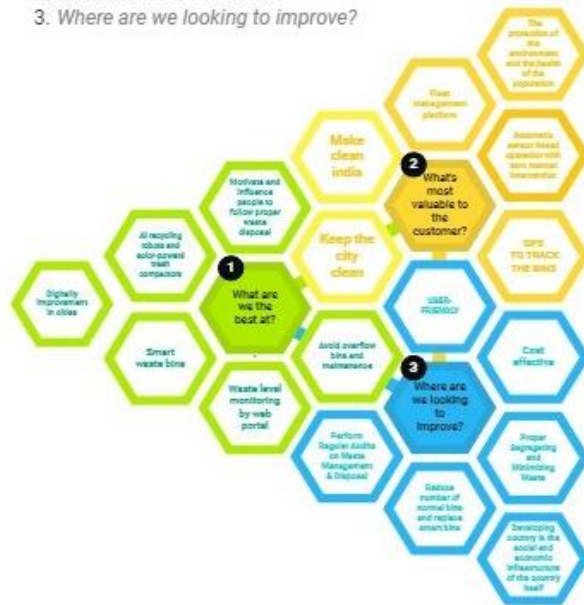 3. Where are we looking to improve?
The
protection of
the
environment
and the health
of the
population
Fleet
management
platform
Make
clean
india
Automatic
sensor based
operation with
zero manual
intervention
2
What's
most
valuable to
the
customer?
Motivate and
influence
people to
follow proper
waste
disposal
Keep the
city
clean
GPS
TO TRACK
THE BINS
AI recycling
robots and
solar-powerd
trash
compactors
1
What are
we the
best at?
USER-
FRIENDLY
Digitally
improvement
in cities
Avoid overflow
bins and
maintenance
Cost
effective
Smart
waste bins
3
Where are
we looking
to
improve?
Waste level
monitoring
by web
portal
Perform
Regular Audits
on Waste
Management
& Disposal
Proper
Segregating
and
Minimizing
Waste
Reduce
number of
normal bins
and replace
smart bins
Developing
country is the
social and
economic
infrastructure
of the country
itself